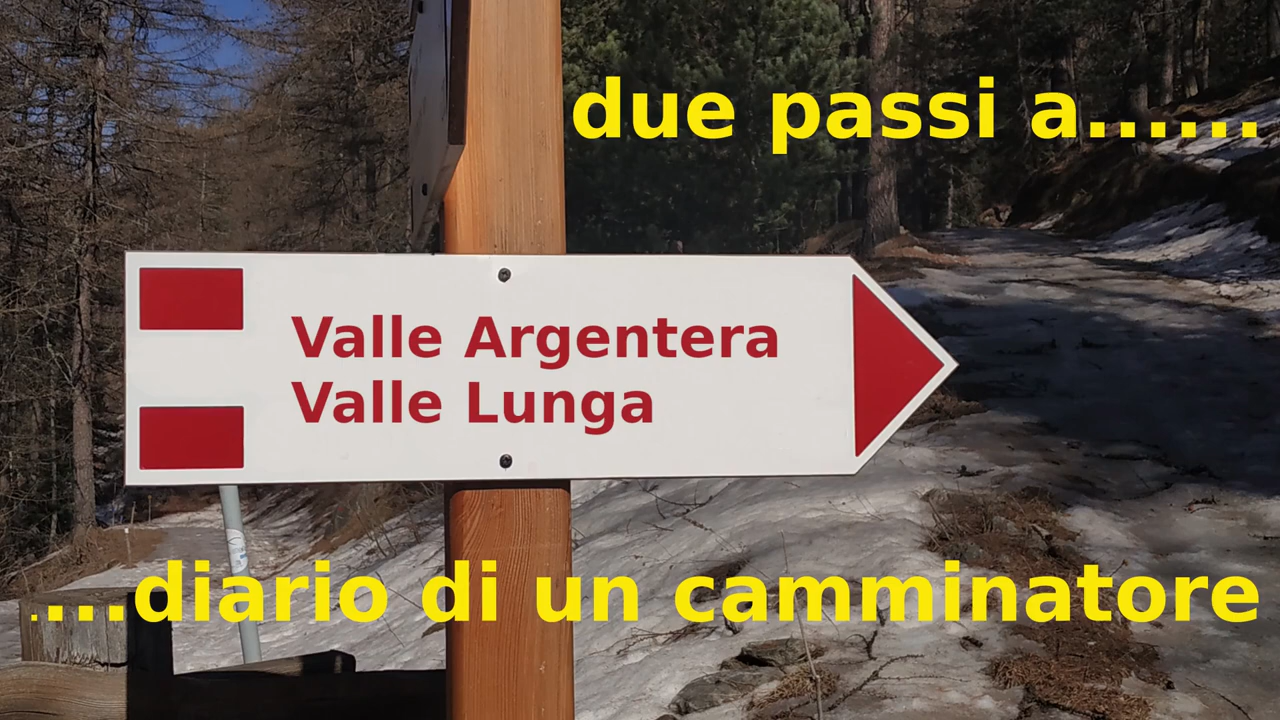 due passi a......
Valle Argentera
Valle Lunga
....diario di un camminatore